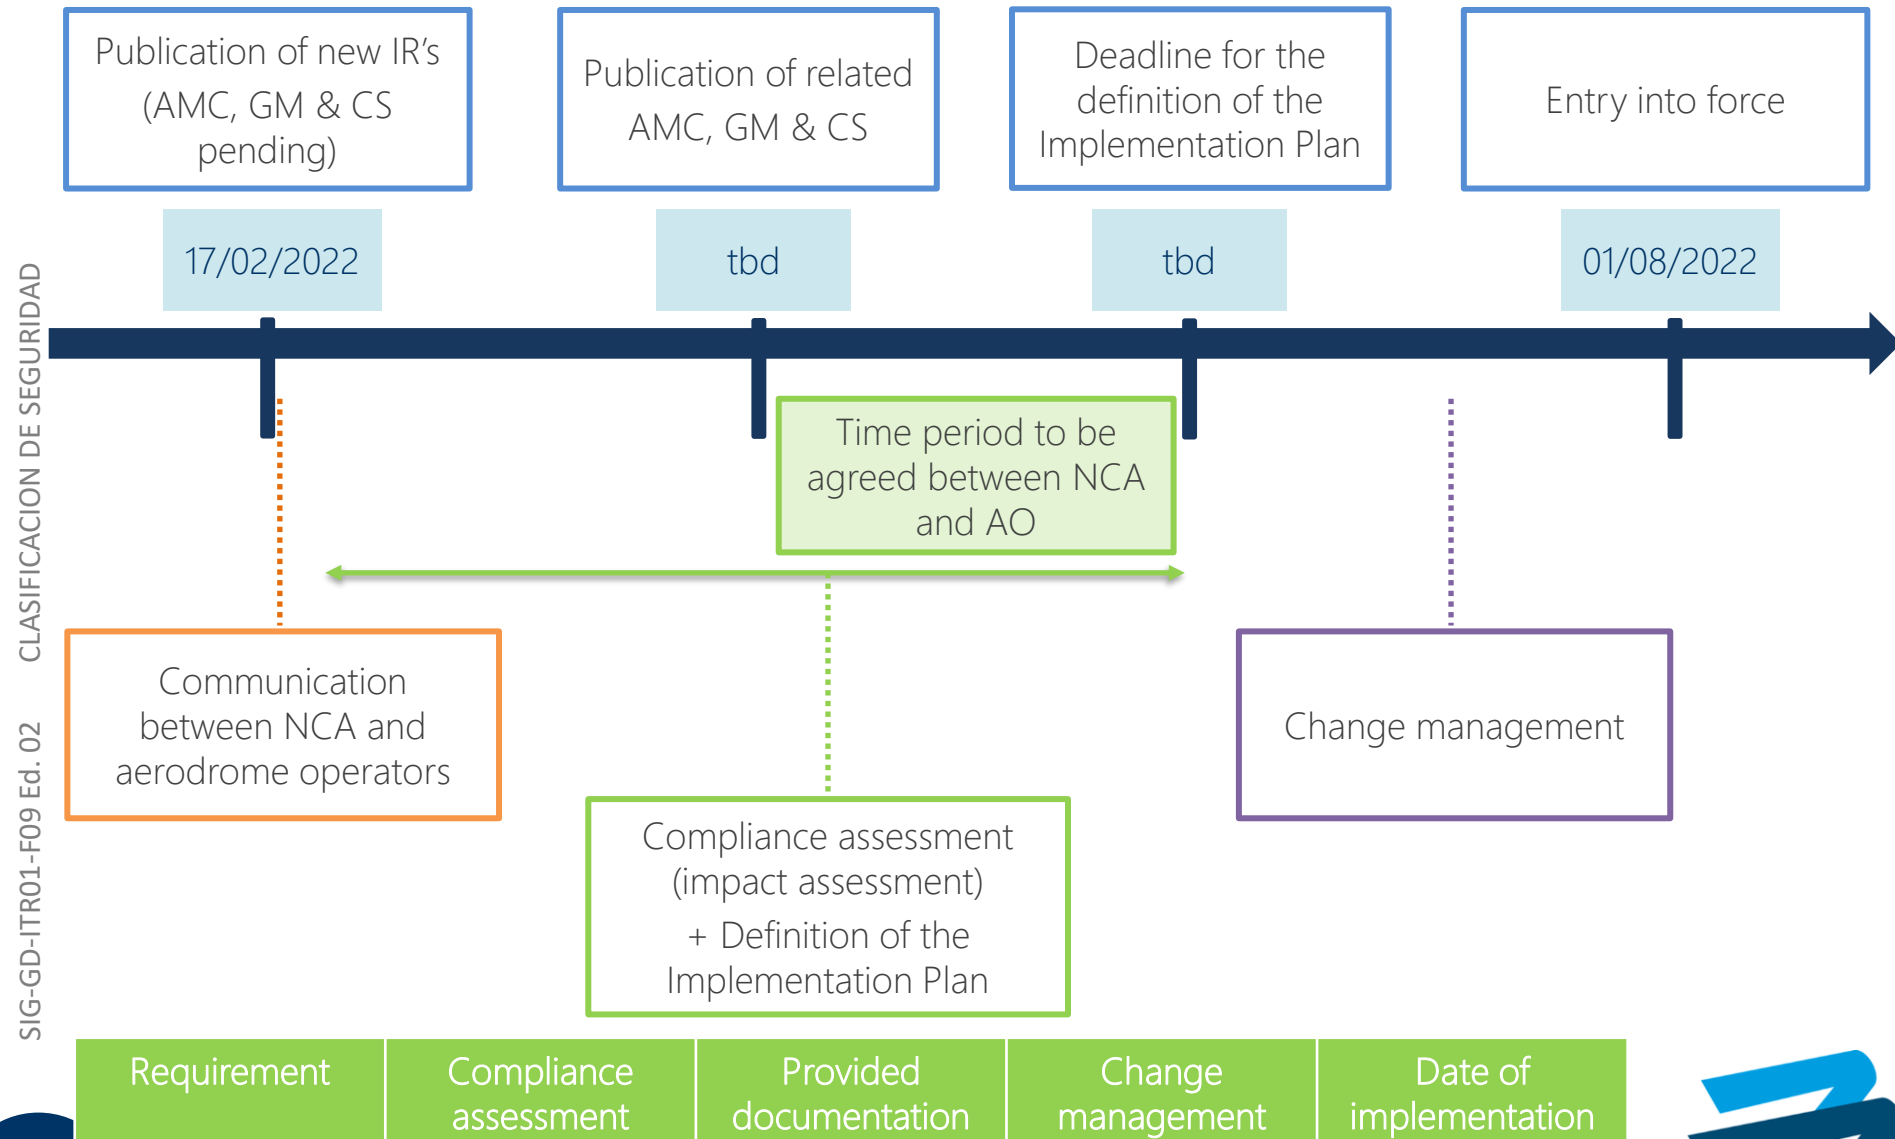 Publication of new IR's
(AMC, GM & CS
pending)
Publication of related
AMC, GM & CS
Deadline for the
definition of the
Implementation Plan
Entry into force
17/02/2022
tbd
tbd
01/08/2022
Time period to be
agreed between NCA
and AO
Communication
between NCA and
aerodrome operators
Change management
Compliance assessment
(impact assessment)
+ Definition of the
Implementation Plan
Requirement
Compliance
assessment
Provided
documentation
Change
management
Date of
implementation
SIG-GD-ITR01-F09 Ed. 02 CLASIFICACION DE SEGURIDAD